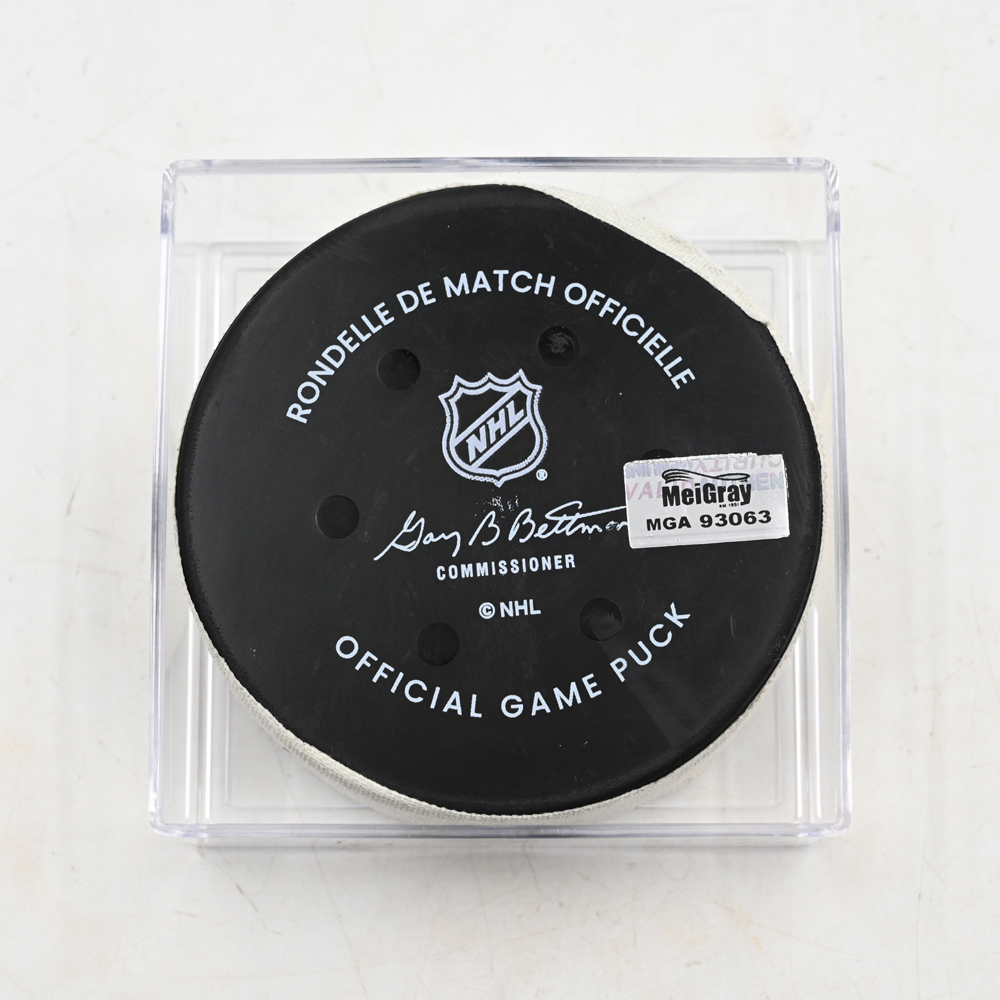 RONDELLE DE MATCH OFFICIELLE
NHL
Gary B Bettman
COMMISSIONER
© NHL
OFFICIAL GAME PUCK
MeiGray
MGA 93063